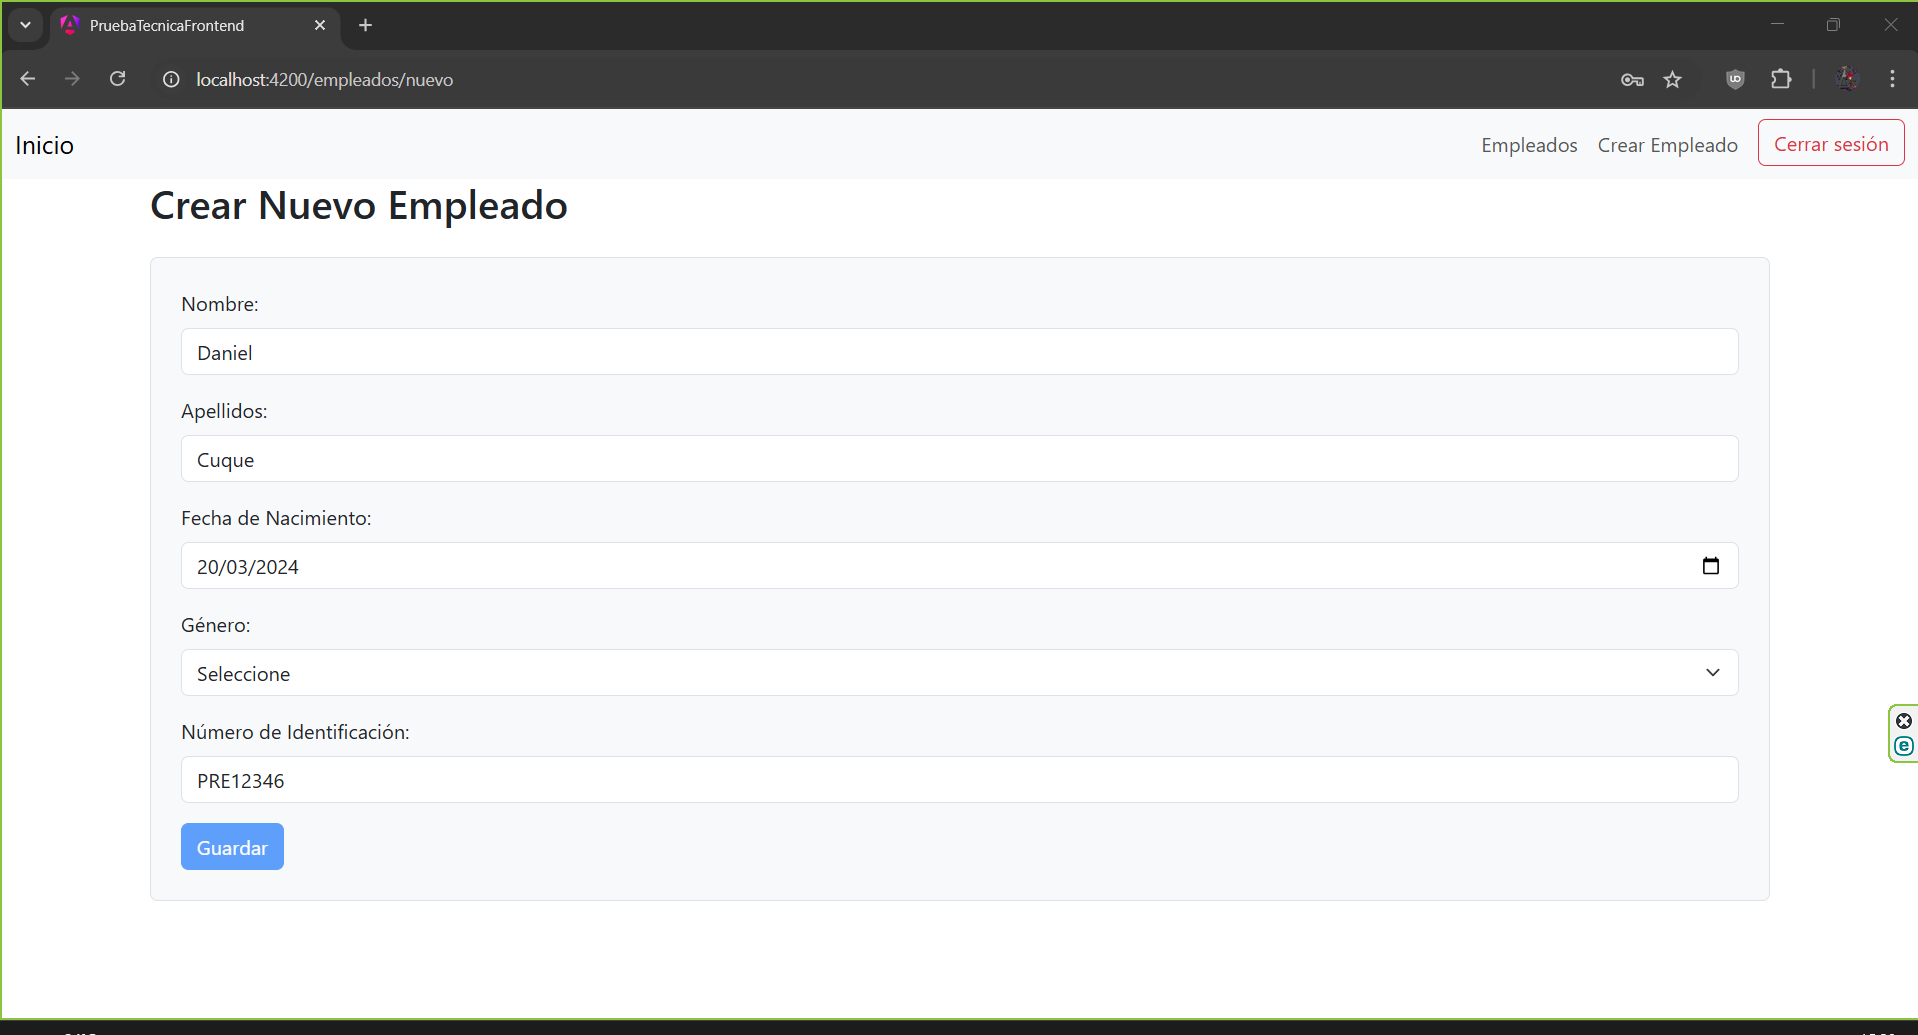 PruebaTecnicaFrontend
localhost:4200/empleados/nuevo
Inicio
Empleados
Crear Empleado
Cerrar sesión
Crear Nuevo Empleado
Nombre:
Daniel
Apellidos:
Cuque
Fecha de Nacimiento:
20/03/2024
Género:
Seleccione
Número de Identificación:
PRE12346
Guardar